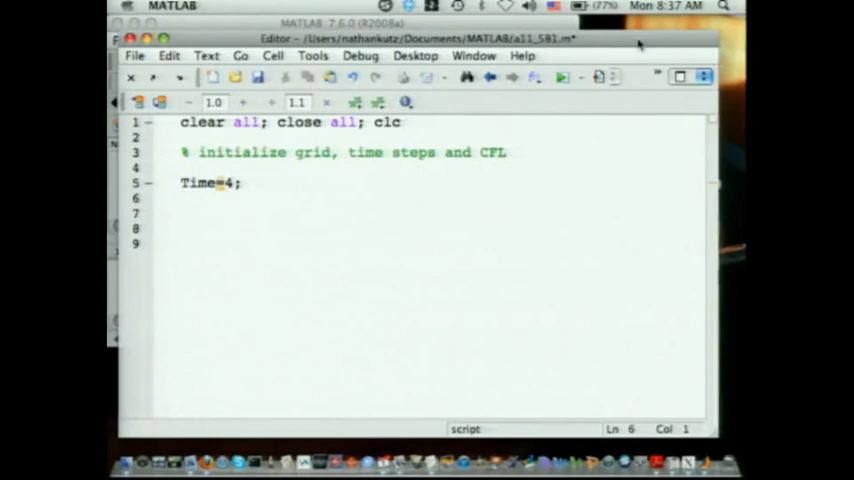 MATLAB
(77%) Mon 8:37 AM
MATLAB 7.6.0 (R2008a)
Editor - /Users/nathankutz/Documents/MATLAB/a11_581.m*
File Edit Text Go Cell Tools Debug Desktop Window Help
1.0 1.1
1 clear all; close all; clc
2
3 % initialize grid, time steps and CFL
4
5 Time=4;
6
7
8
9
script Ln 6 Col 1